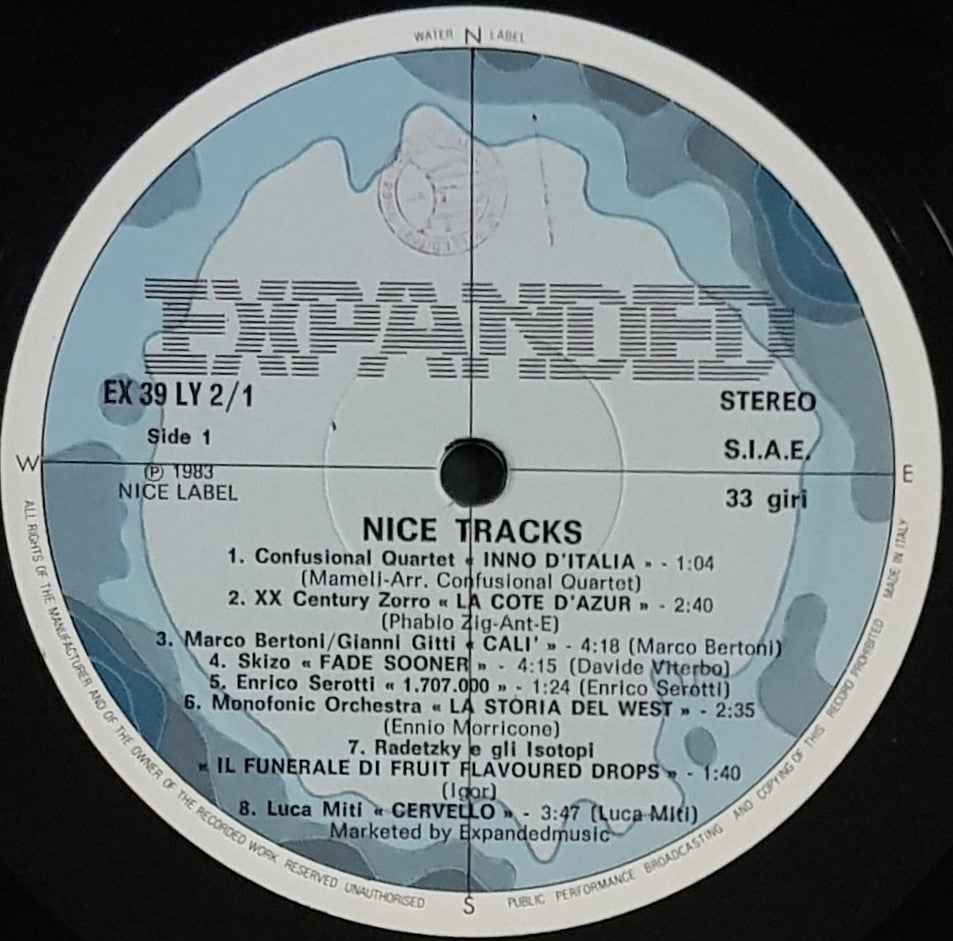 WATER N LABEL
EXPANDED
EX 39 LY 2/1
STEREO
Side 1
S.I.A.E.
W
E
Ⓟ 1983
NICE LABEL
33 giri
NICE TRACKS
1. Confusional Quartet « INNO D'ITALIA » - 1:04
(Mameli-Arr. Confusional Quartet)
2. XX Century Zorro « LA COTE D'AZUR » - 2:40
(Phablo Zig-Ant-E)
3. Marco Bertoni/Gianni Gitti « CALI' » - 4:18 (Marco Bertoni)
4. Skizo « FADE SOONER » - 4:15 (Davide Viterbo)
5. Enrico Serotti « 1.707.000 » - 1:24 (Enrico Serotti)
6. Monofonic Orchestra « LA STORIA DEL WEST » - 2:35
(Ennio Morricone)
7. Radetzky e gli Isotopi
« IL FUNERALE DI FRUIT FLAVOURED DROPS » - 1:40
(Igor)
8. Luca Miti « CERVELLO » - 3:47 (Luca Miti)
Marketed by Expandedmusic
S
ALL RIGHTS OF THE MANUFACTURER AND OF THE OWNER OF THE RECORDED WORK RESERVED UNAUTHORISED PUBLIC PERFORMANCE BROADCASTING AND COPYING OF THIS RECORD PROHIBITED MADE IN ITALY